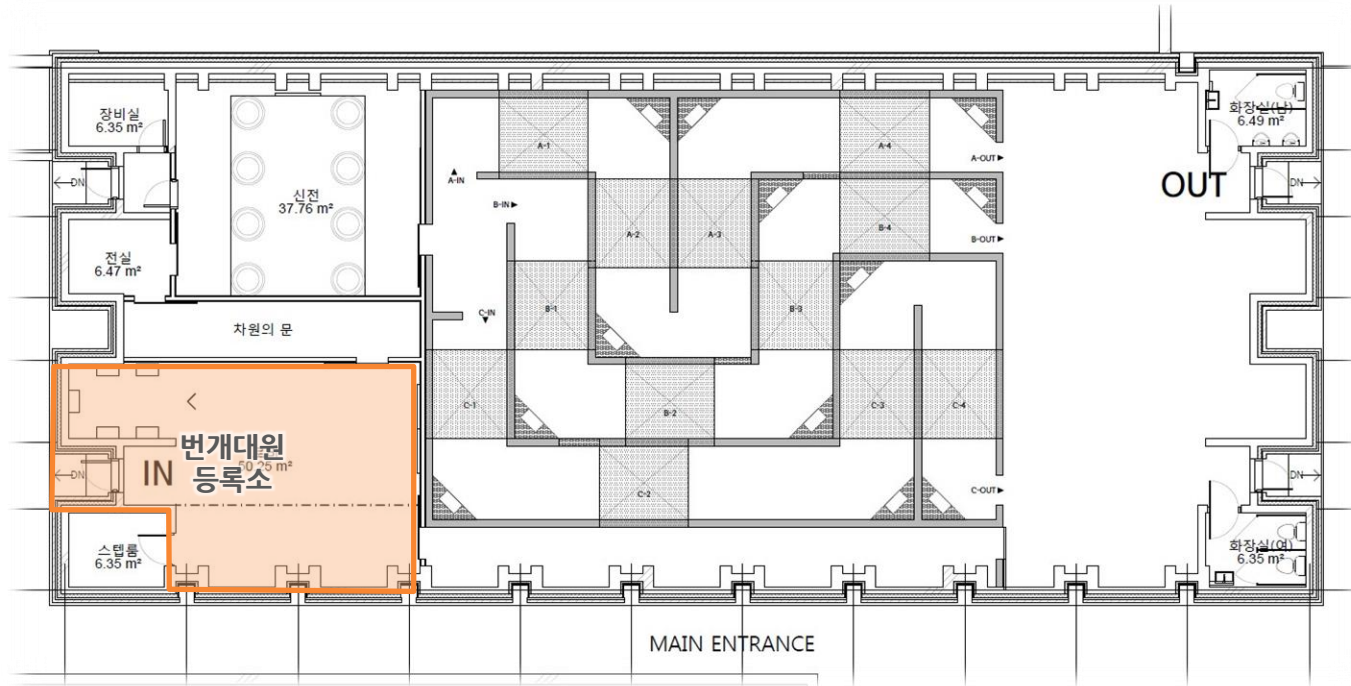 장비실
6.35 m²
DN
신전
37.76 m²
전실
6.47 m²
차원의 문
번개대원
등록소
IN
50.25 m²
DN
스텝룸
6.35 m²
A-IN
B-IN
C-IN
A-1
A-2
A-3
A-4
B-1
B-2
B-3
B-4
C-1
C-2
C-3
C-4
A-OUT
B-OUT
C-OUT
화장실(남)
6.49 m²
OUT
DN
DN
화장실(여)
6.35 m²
MAIN ENTRANCE